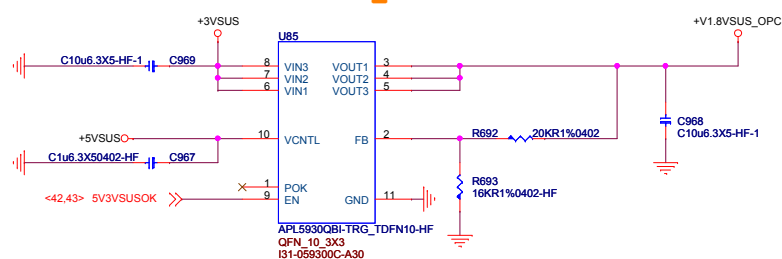 +3VSUS
+V1.8VSUS_OPC
U85
C10u6.3X5-HF-1 C969
8 VIN3 VOUT1 3
7 VIN2 VOUT2 4
6 VIN1 VOUT3 5
+5VSUS
10 VCNTL FB 2
R692 20KR1%0402
C968
C10u6.3X5-HF-1
C1u6.3X50402-HF C967
1 POK
R693
16KR1%0402-HF
<42,43> 5V3VSUSOK
9 EN GND 11
APL5930QBI-TRG_TDFN10-HF
QFN_10_3X3
I31-059300C-A30